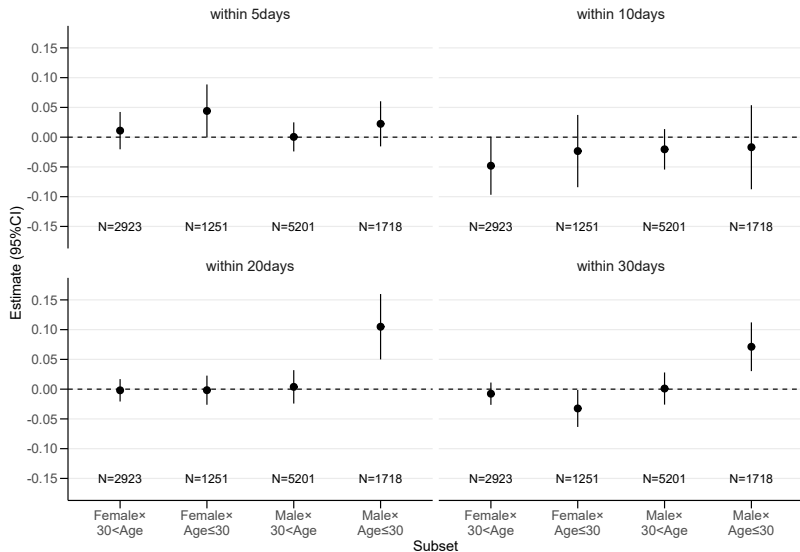 within 5days
within 10days
0.15
0.10
0.05
0.00
-0.05
-0.10
-0.15
N=2923 N=1251 N=5201 N=1718
N=2923 N=1251 N=5201 N=1718
Estimate (95%CI)
within 20days
within 30days
0.15
0.10
0.05
0.00
-0.05
-0.10
-0.15
N=2923 N=1251 N=5201 N=1718
N=2923 N=1251 N=5201 N=1718
Female×
30<Age
Female×
Age≤30
Male×
30<Age
Male×
Age≤30
Female×
30<Age
Female×
Age≤30
Male×
30<Age
Male×
Age≤30
Subset